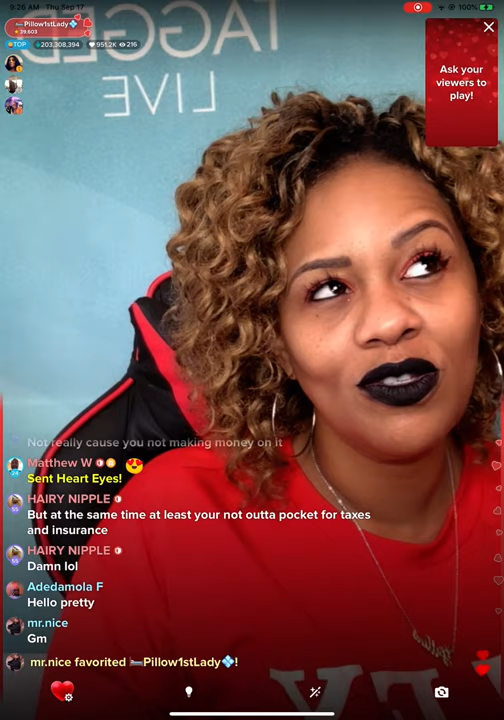 9:26 AM Thu Sep 17
100%
Pillow1stLady
39,603
TOP 203,308,394 951.2K 216
TAGGED
LIVE
Ask your
viewers to
play!
Not really cause you not making money on it
Matthew W
Sent Heart Eyes!
HAIRY NIPPLE
But at the same time at least your not outta pocket for taxes
and insurance
HAIRY NIPPLE
Damn lol
Adedamola F
Hello pretty
mr.nice
Gm
mr.nice favorited Pillow1stLady!